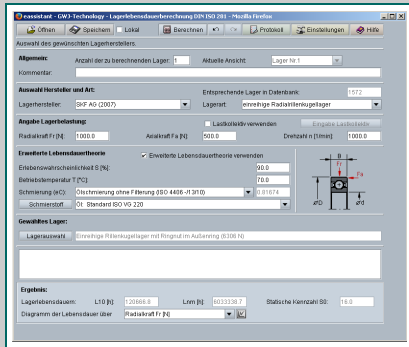 eassistant - GWJ-Technology - Lagerlebensdauerberechnung DIN ISO 281 - Mozilla Firefox
Öffnen Speichern Lokal Berechnen Protokoll Einstellungen Hilfe
Auswahl des gewünschten Lagerherstellers.
Allgemein: Anzahl der zu berechnenden Lager: 1 Aktuelle Ansicht: Lager Nr.1
Kommentar:
Auswahl Hersteller und Art: Entsprechende Lager in Datenbank: 1572
Lagerhersteller: SKF AG (2007) Lagerart: einreihige Radialrillenkugellager
Angabe Lagerbelastung: Lastkollektiv verwenden Eingabe Lastkollektiv
Radialkraft Fr [N]: 1000.0 Axialkraft Fa [N]: 500.0 Drehzahl n [1/min]: 1000.0
Erweiterte Lebensdauertheorie Erweiterte Lebensdauertheorie verwenden
Erlebenswahrscheinlichkeit S [%]: 90.0
Betriebstemperatur T [°C]: 70.0
Schmierung (eC): Ölschmierung ohne Filterung (ISO 4406 -/13/10) 0.01674
Schmierstoff Öl: Standard ISO VG 220
B
Fr
Fa
øD
ød
Gewähltes Lager:
Lagerauswahl Einreihige Rillenkugellager mit Ringnut im Außenring (6306 N)
Ergebnis:
Lagerlebensdauern: L10 [h]: 120666.8 Lnm [h]: 6033338.7 Statische Kennzahl S0: 16.0
Diagramm der Lebensdauer über Radialkraft Fr [N]